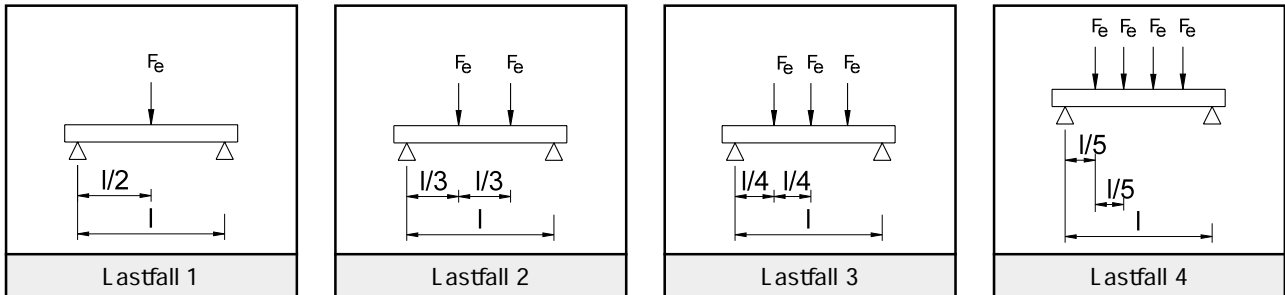 Fe
l/2
l
Lastfall 1
Fe Fe
l/3 l/3
l
Lastfall 2
Fe Fe Fe
l/4 l/4
l
Lastfall 3
Fe Fe Fe Fe
l/5
l/5
l
Lastfall 4